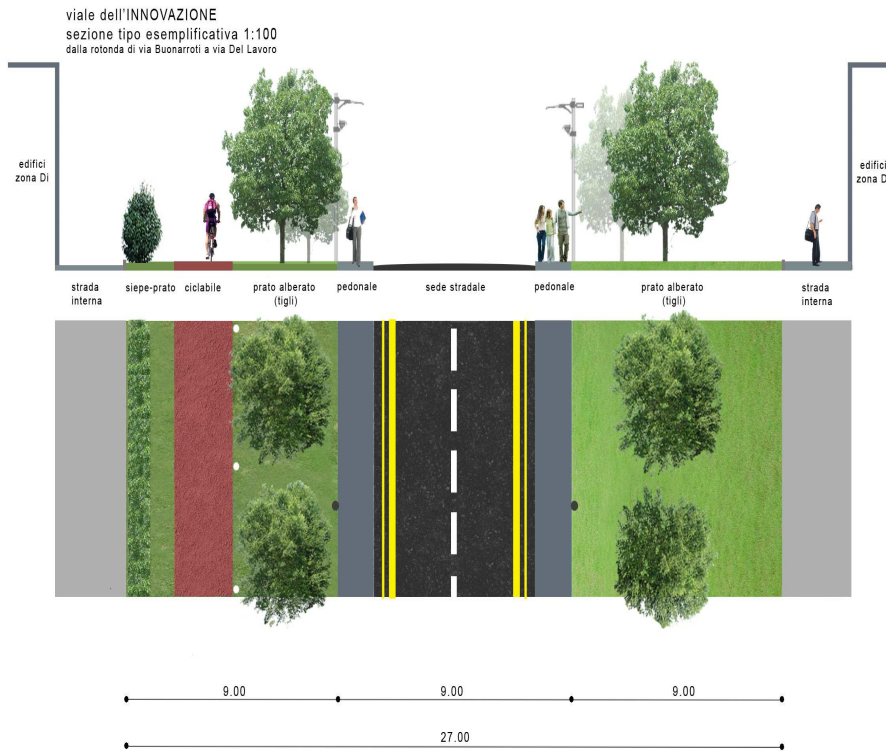 viale dell'INNOVAZIONE
sezione tipo esemplificativa 1:100
dalla rotonda di via Buonarroti a via Del Lavoro
edifici
zona Di
edifici
zona D
strada
interna
siepe-prato
ciclabile
prato alberato
(tigli)
pedonale
sede stradale
pedonale
prato alberato
(tigli)
strada
interna
9.00
9.00
9.00
27.00